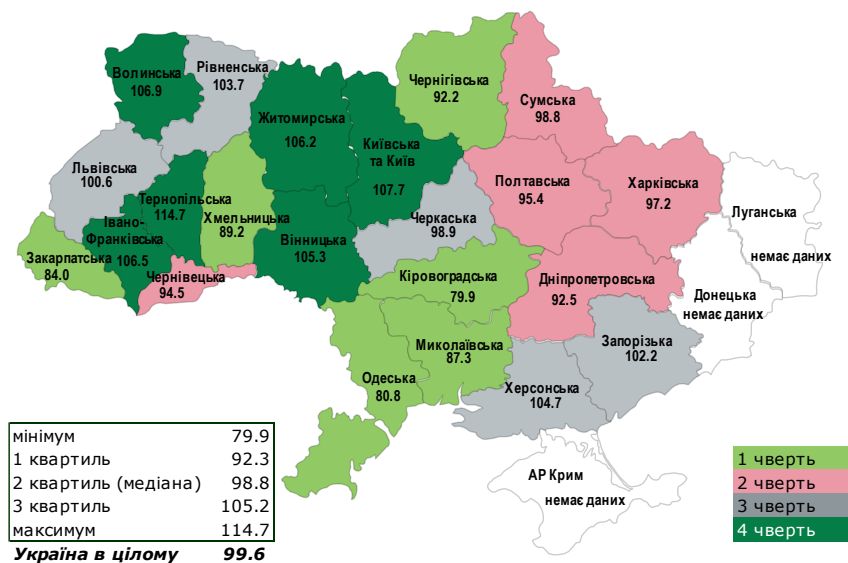 Волинська
106.9
Рівненська
103.7
Житомирська
106.2
Київська
та Київ
107.7
Чернігівська
92.2
Сумська
98.8
Львівська
100.6
Тернопільська
114.7
Хмельницька
89.2
Івано-
Франківська
106.5
Закарпатська
84.0
Чернівецька
94.5
Вінницька
105.3
Черкаська
98.9
Полтавська
95.4
Харківська
97.2
Луганська
немає даних
Донецька
немає даних
Кіровоградська
79.9
Дніпропетровська
92.5
Запорізька
102.2
Миколаївська
87.3
Одеська
80.8
Херсонська
104.7
АР Крим
немає даних
мінімум 79.9
1 квартиль 92.3
2 квартиль (медіана) 98.8
3 квартиль 105.2
максимум 114.7
Україна в цілому 99.6
1 чверть
2 чверть
3 чверть
4 чверть